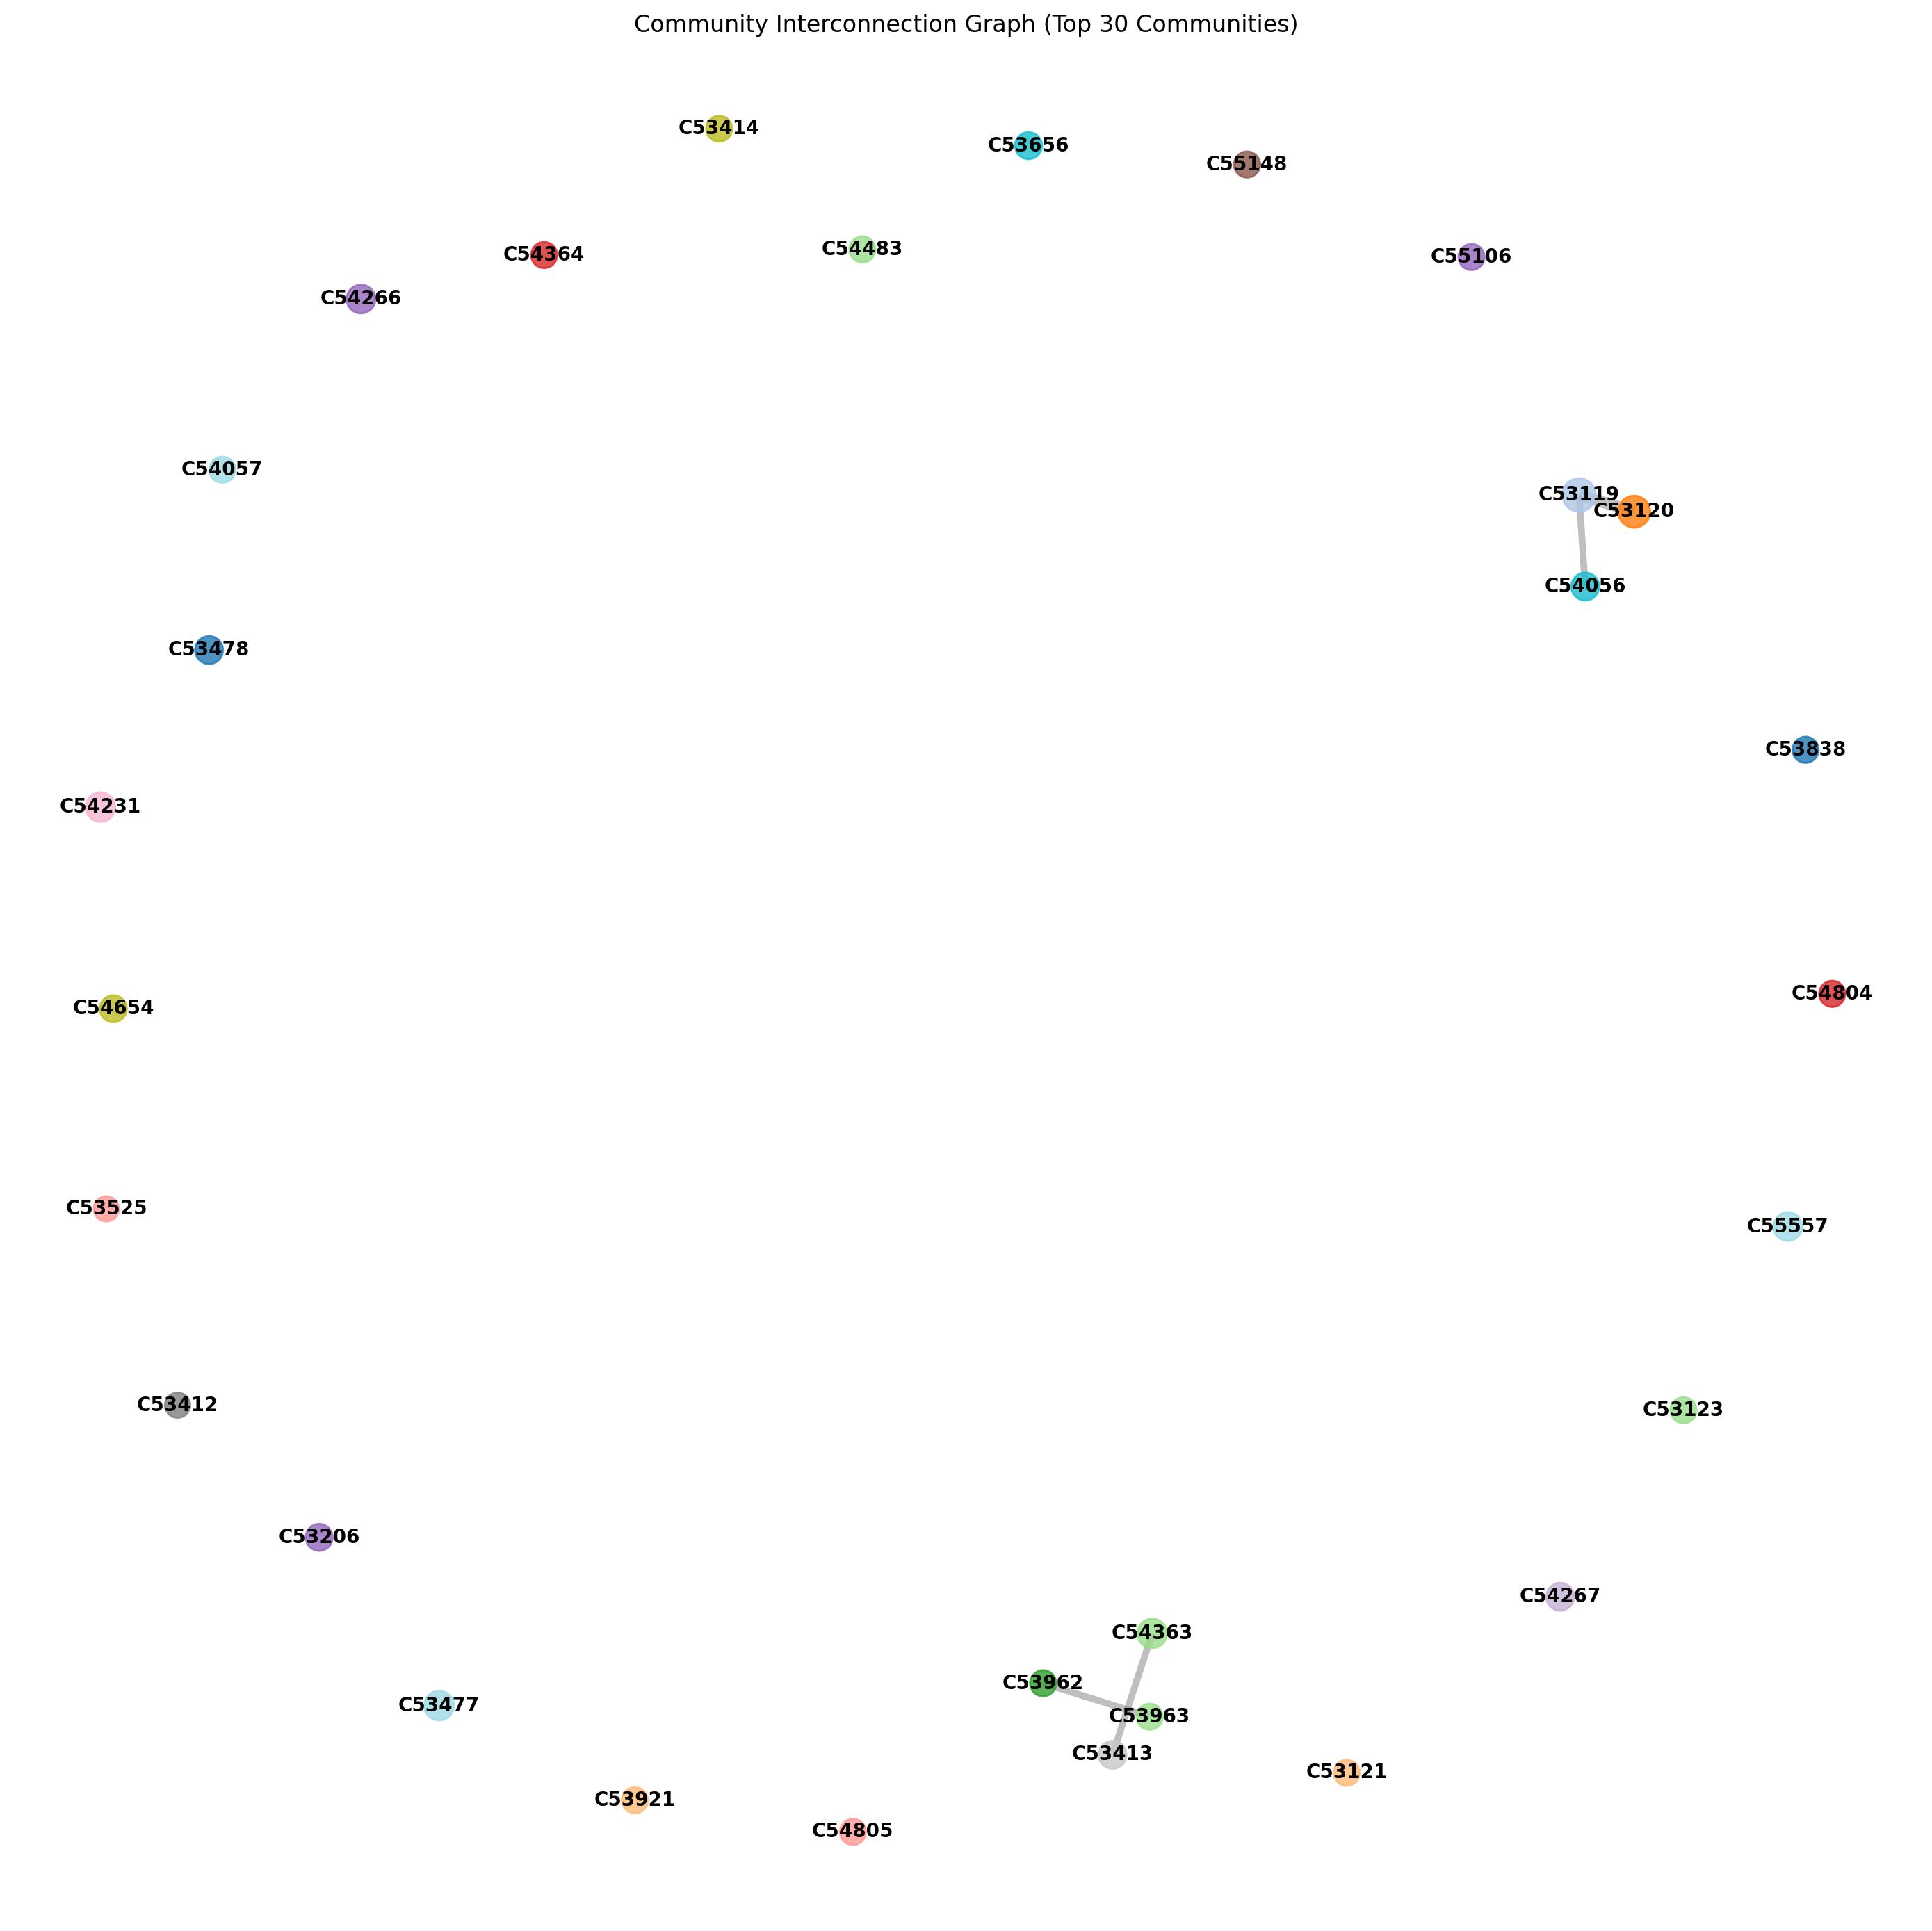 Community Interconnection Graph (Top 30 Communities)
C53414
C53656
C55148
C54483
C54364
C55106
C54266
C54057
C53119
C53120
C54056
C53478
C53838
C54231
C54804
C54654
C53525
C55557
C53412
C53123
C53206
C54267
C54363
C53962
C53477
C53963
C53413
C53121
C53921
C54805